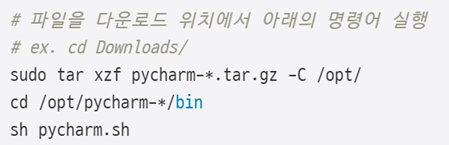 # 파일을 다운로드 위치에서 아래의 명령어 실행
# ex. cd Downloads/
sudo tar xzf pycharm-*.tar.gz -C /opt/
cd /opt/pycharm-*/bin
sh pycharm.sh